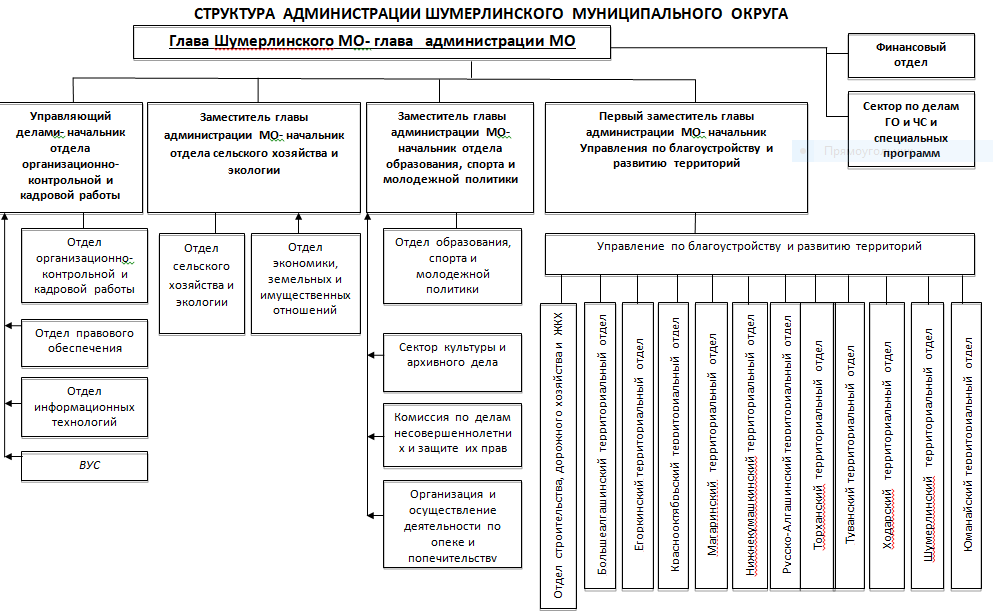 СТРУКТУРА АДМИНИСТРАЦИИ ШУМЕРЛИНСКОГО МУНИЦИПАЛЬНОГО ОКРУГА
Глава Шумерлинского МО- глава администрации МО
Финансовый
отдел
Сектор по делам
ГО и ЧС и
специальных
программ
Управляющий
делами- начальник
отдела
организационно-
контрольной и
кадровой работы
Заместитель главы
администрации МО- начальник
отдела сельского хозяйства и
экологии
Заместитель главы
администрации МО-
начальник отдела
образования, спорта и
молодежной политики
Первый заместитель главы
администрации МО- начальник
Управления по благоустройству и
развитию территорий
Отдел
организационно-
контрольной и
кадровой работы
Отдел правового
обеспечения
Отдел
информационных
технологий
ВУС
Отдел
сельского
хозяйства и
экологии
Отдел
экономики,
земельных и
имущественных
отношений
Отдел образования,
спорта и
молодежной
политики
Сектор культуры и
архивного дела
Комиссия по делам
несовершеннолетни
х и защите их прав
Организация и
осуществление
деятельности по
опеке и
попечительству
Управление по благоустройству и развитию территорий
Отдел строительства, дорожного хозяйства и ЖКХ
Большеалгашинский территориальный отдел
Егоркинский территориальный отдел
Краснооктябрьский территориальный отдел
Магаринский территориальный отдел
Нижнекумашкинский территориальный отдел
Русско-Алгашинский территориальный отдел
Торханский территориальный отдел
Туванский территориальный отдел
Ходарский территориальный отдел
Шумерлинский территориальный отдел
Юманайский территориальный отдел